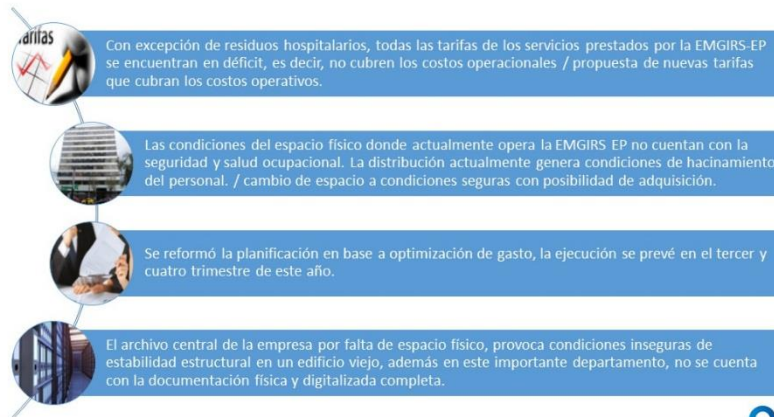 tarifas
Con excepción de residuos hospitalarios, todas las tarifas de los servicios prestados por la EMGIRS-EP
se encuentran en déficit, es decir, no cubren los costos operacionales / propuesta de nuevas tarifas
que cubran los costos operativos.
Las condiciones del espacio físico donde actualmente opera la EMGIRS EP no cuentan con la
seguridad y salud ocupacional. La distribución actualmente genera condiciones de hacinamiento
del personal. / cambio de espacio a condiciones seguras con posibilidad de adquisición.
Se reformó la planificación en base a optimización de gasto, la ejecución se prevé en el tercer y
cuatro trimestre de este año.
El archivo central de la empresa por falta de espacio físico, provoca condiciones inseguras de
estabilidad estructural en un edificio viejo, además en este importante departamento, no se cuenta
con la documentación física y digitalizada completa.